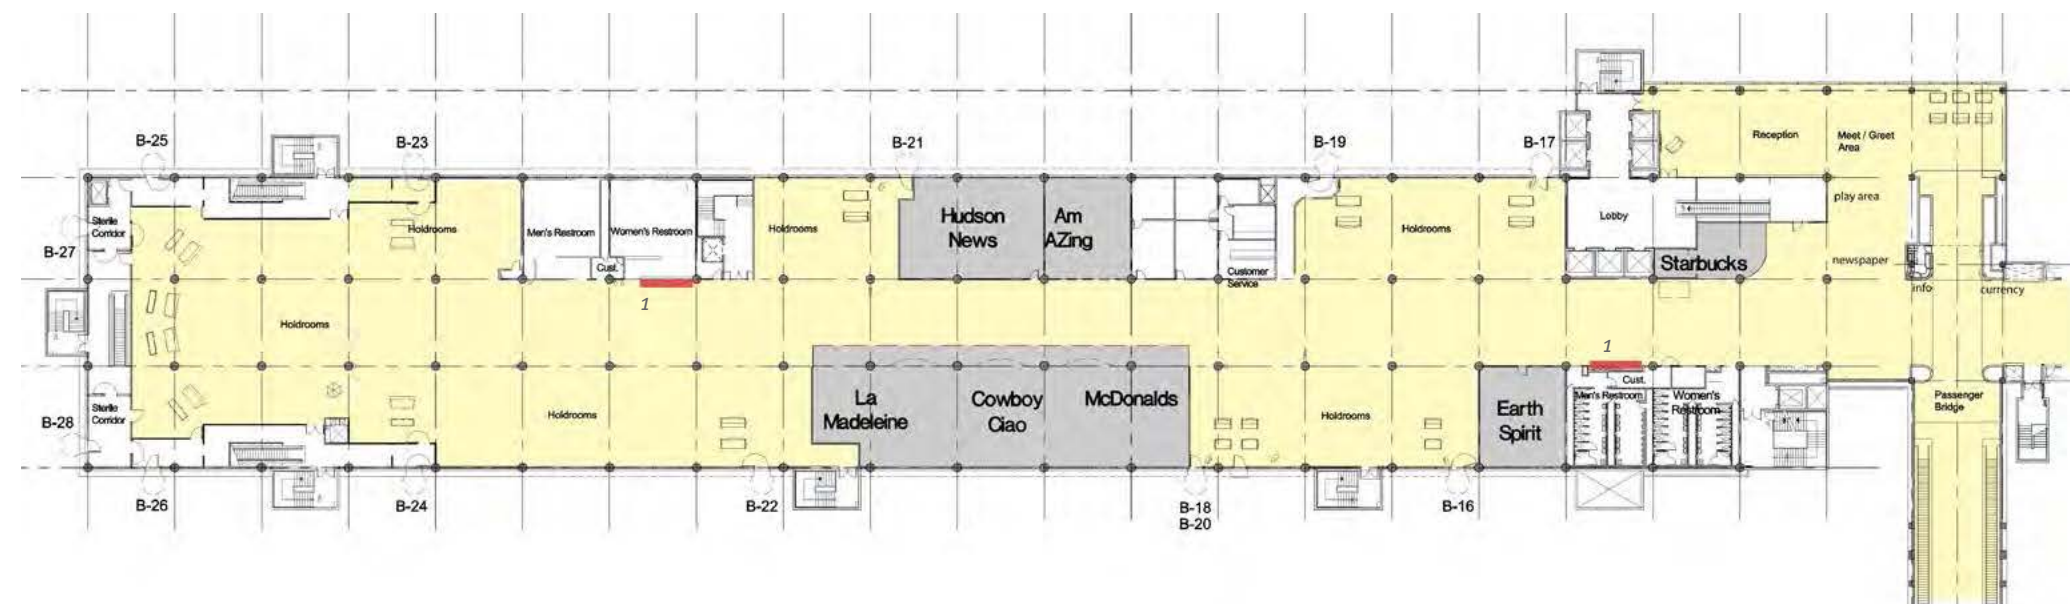 B-25
B-23
B-21
B-19
B-17
Reception
Meet / Greet
Area
play area
Sterile
Corridor
Holdrooms
Men's Restroom
Women's Restroom
Holdrooms
Hudson
News
Am
AZing
Holdrooms
Lobby
B-27
Cust.
Customer
Service
Starbucks
newspaper
info
currency
1
Holdrooms
1
B-28
Sterile
Corridor
Holdrooms
La
Madeleine
Cowboy
Ciao
McDonalds
Holdrooms
Earth
Spirit
Cust.
Men's Restroom
Women's
Restroom
Passenger
Bridge
B-26
B-24
B-22
B-18
B-20
B-16